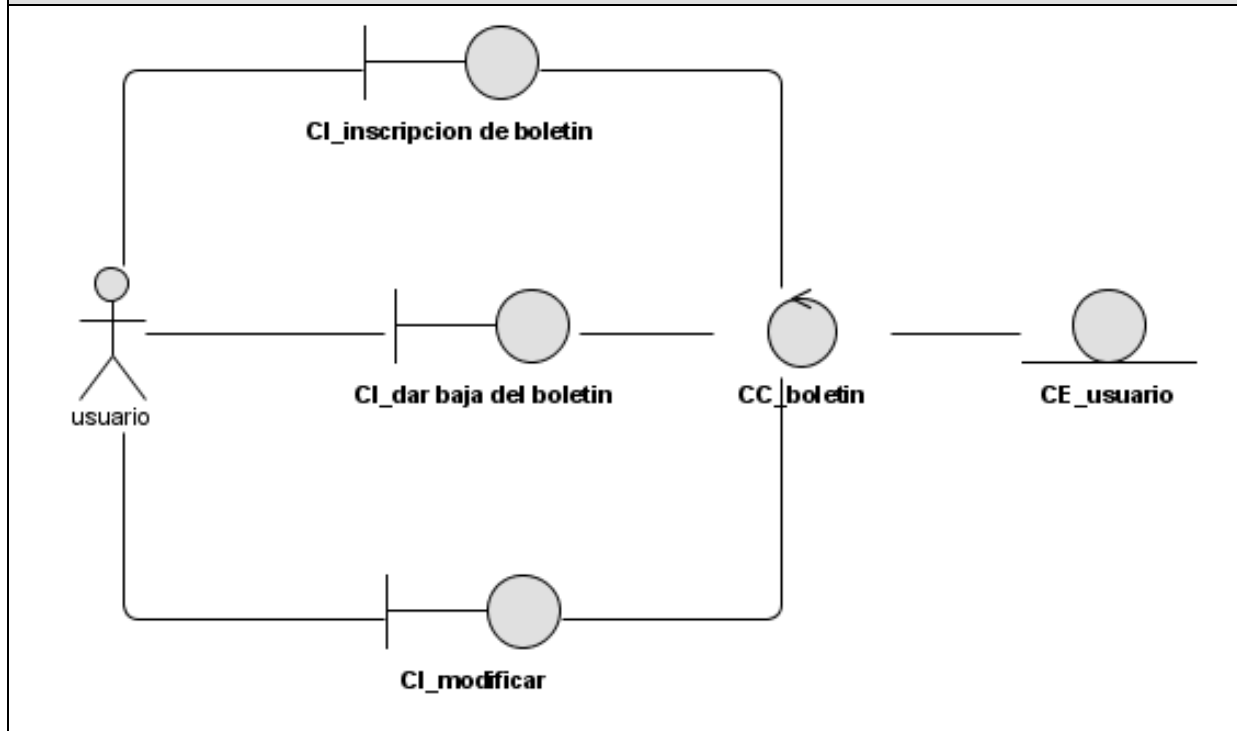 CI_inscripcion de boletin
usuario
CI_dar baja del boletin
CC_boletin
CE_usuario
CI_modificar